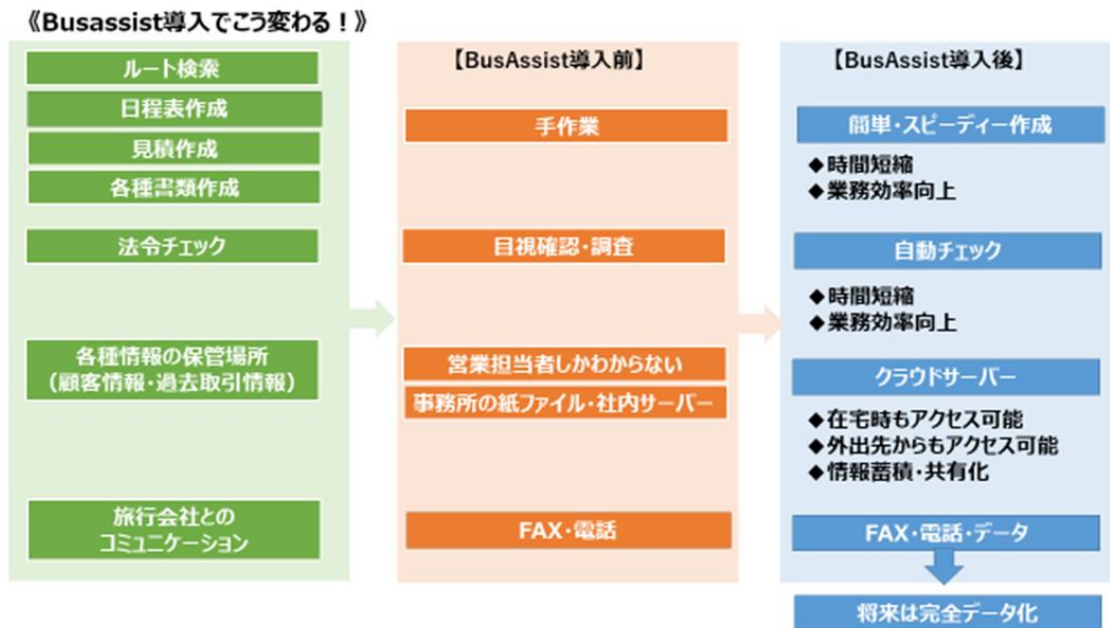 《Busassist導入でこう変わる！》
ルート検索
日程表作成
見積作成
各種書類作成
法令チェック
各種情報の保管場所
（顧客情報・過去取引情報）
旅行会社との
コミュニケーション
【BusAssist導入前】
手作業
目視確認・調査
営業担当者しかわからない
事務所の紙ファイル・社内サーバー
FAX・電話
【BusAssist導入後】
簡単・スピーディー作成
◆時間短縮
◆業務効率向上
自動チェック
◆時間短縮
◆業務効率向上
クラウドサーバー
◆在宅時もアクセス可能
◆外出先からもアクセス可能
◆情報蓄積・共有化
FAX・電話・データ
将来は完全データ化